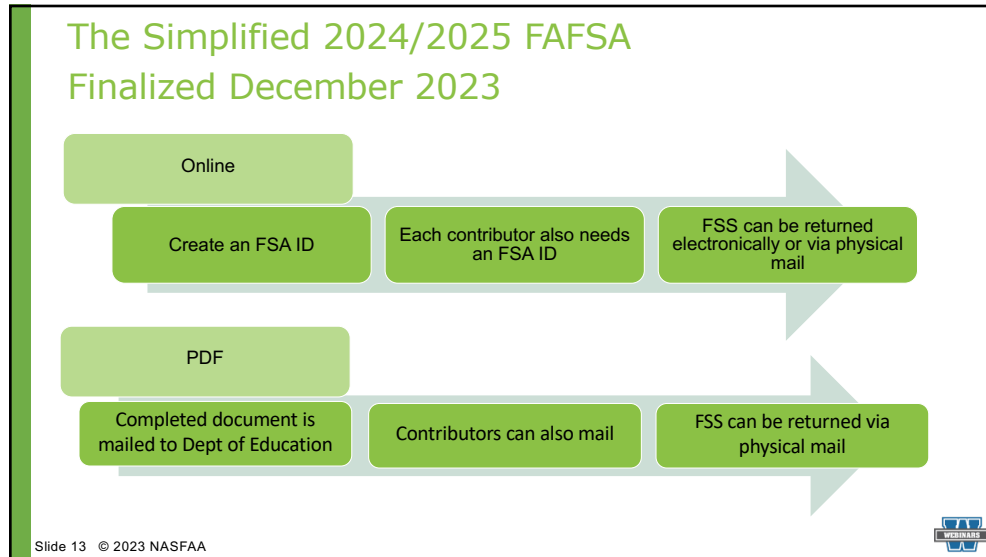 The Simplified 2024/2025 FAFSA
Finalized December 2023
Online
Create an FSA ID
Each contributor also needs
an FSA ID
FSS can be returned
electronically or via physical
mail
PDF
Completed document is
mailed to Dept of Education
Contributors can also mail
FSS can be returned via
physical mail
Slide 13 © 2023 NASFAA
W
WEBINARS